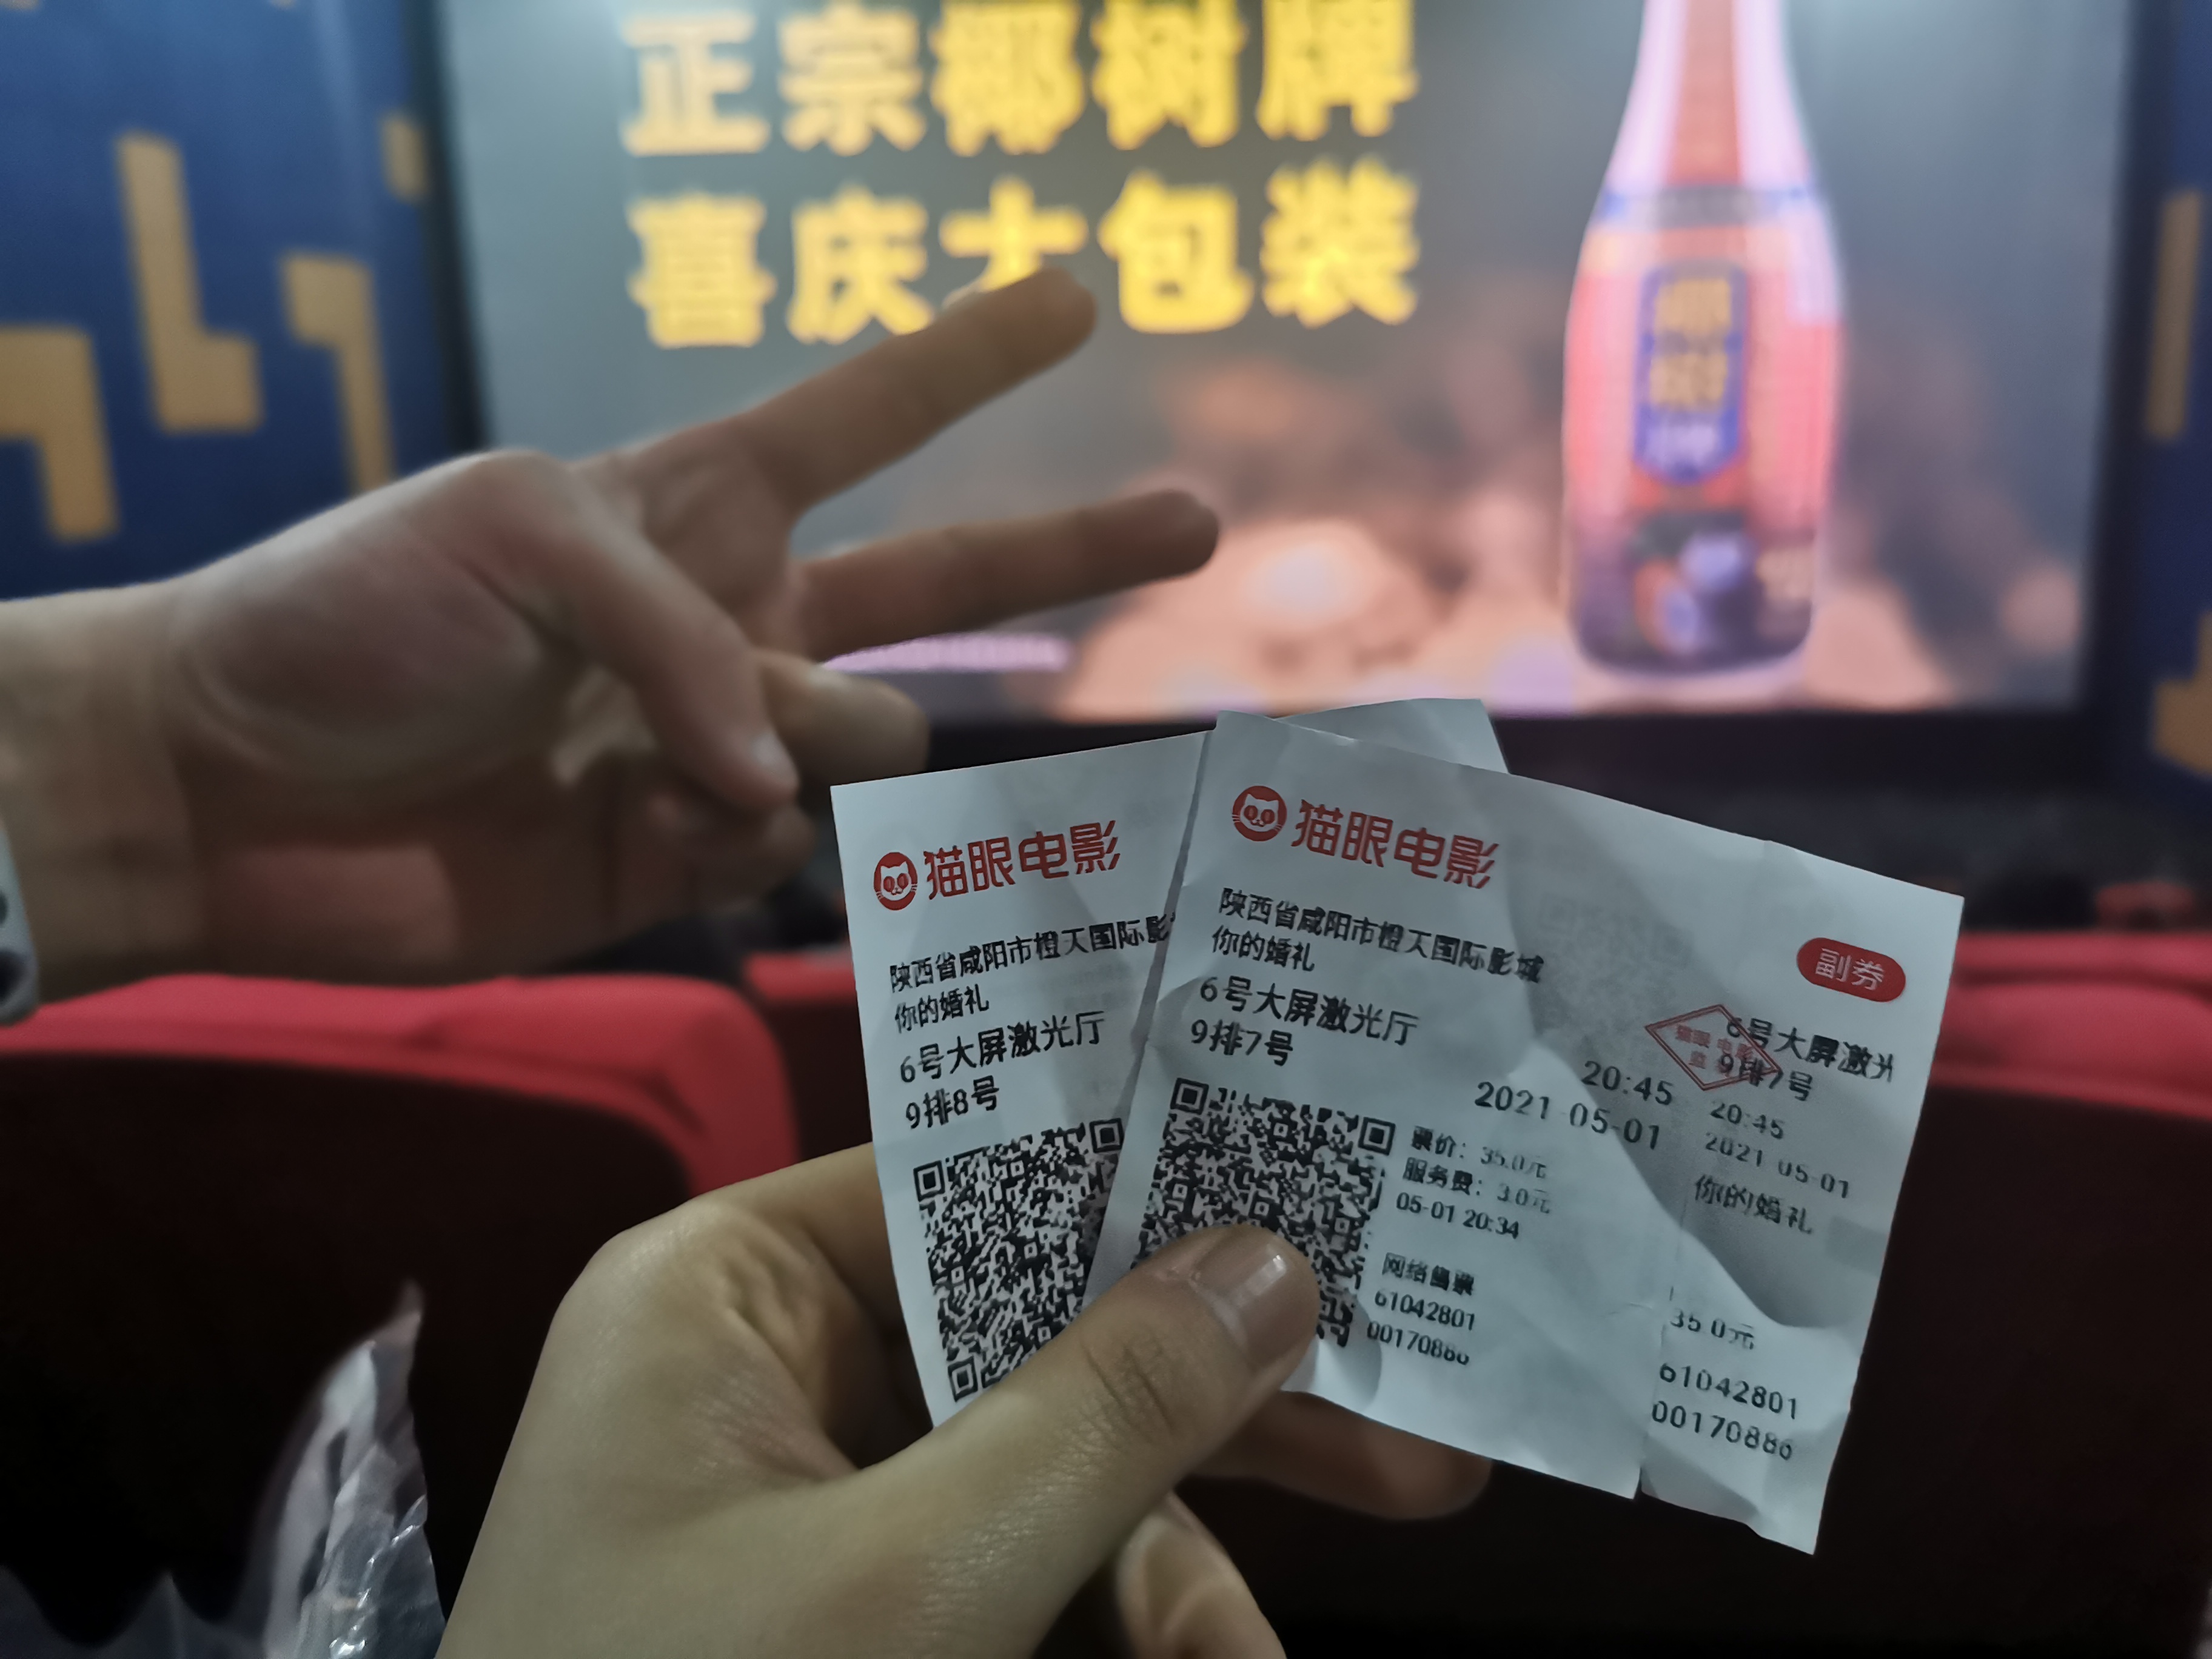 正宗椰树牌
喜庆大包装
猫眼电影
陕西省咸阳市橙天国际影
你的婚礼
6号大屏激光厅
9排8号
猫眼电影
陕西省咸阳市橙天国际影城
你的婚礼
6号大屏激光厅
9排7号
20:45
2021-05-01
票价：35.0元
服务费：3.0元
05-01 20:34
网络售票
61042801
00170886
副券
猫眼电影
6号大屏激光
9排7号
20:45
2021-05-01
你的婚礼
35.0元
61042801
00170886